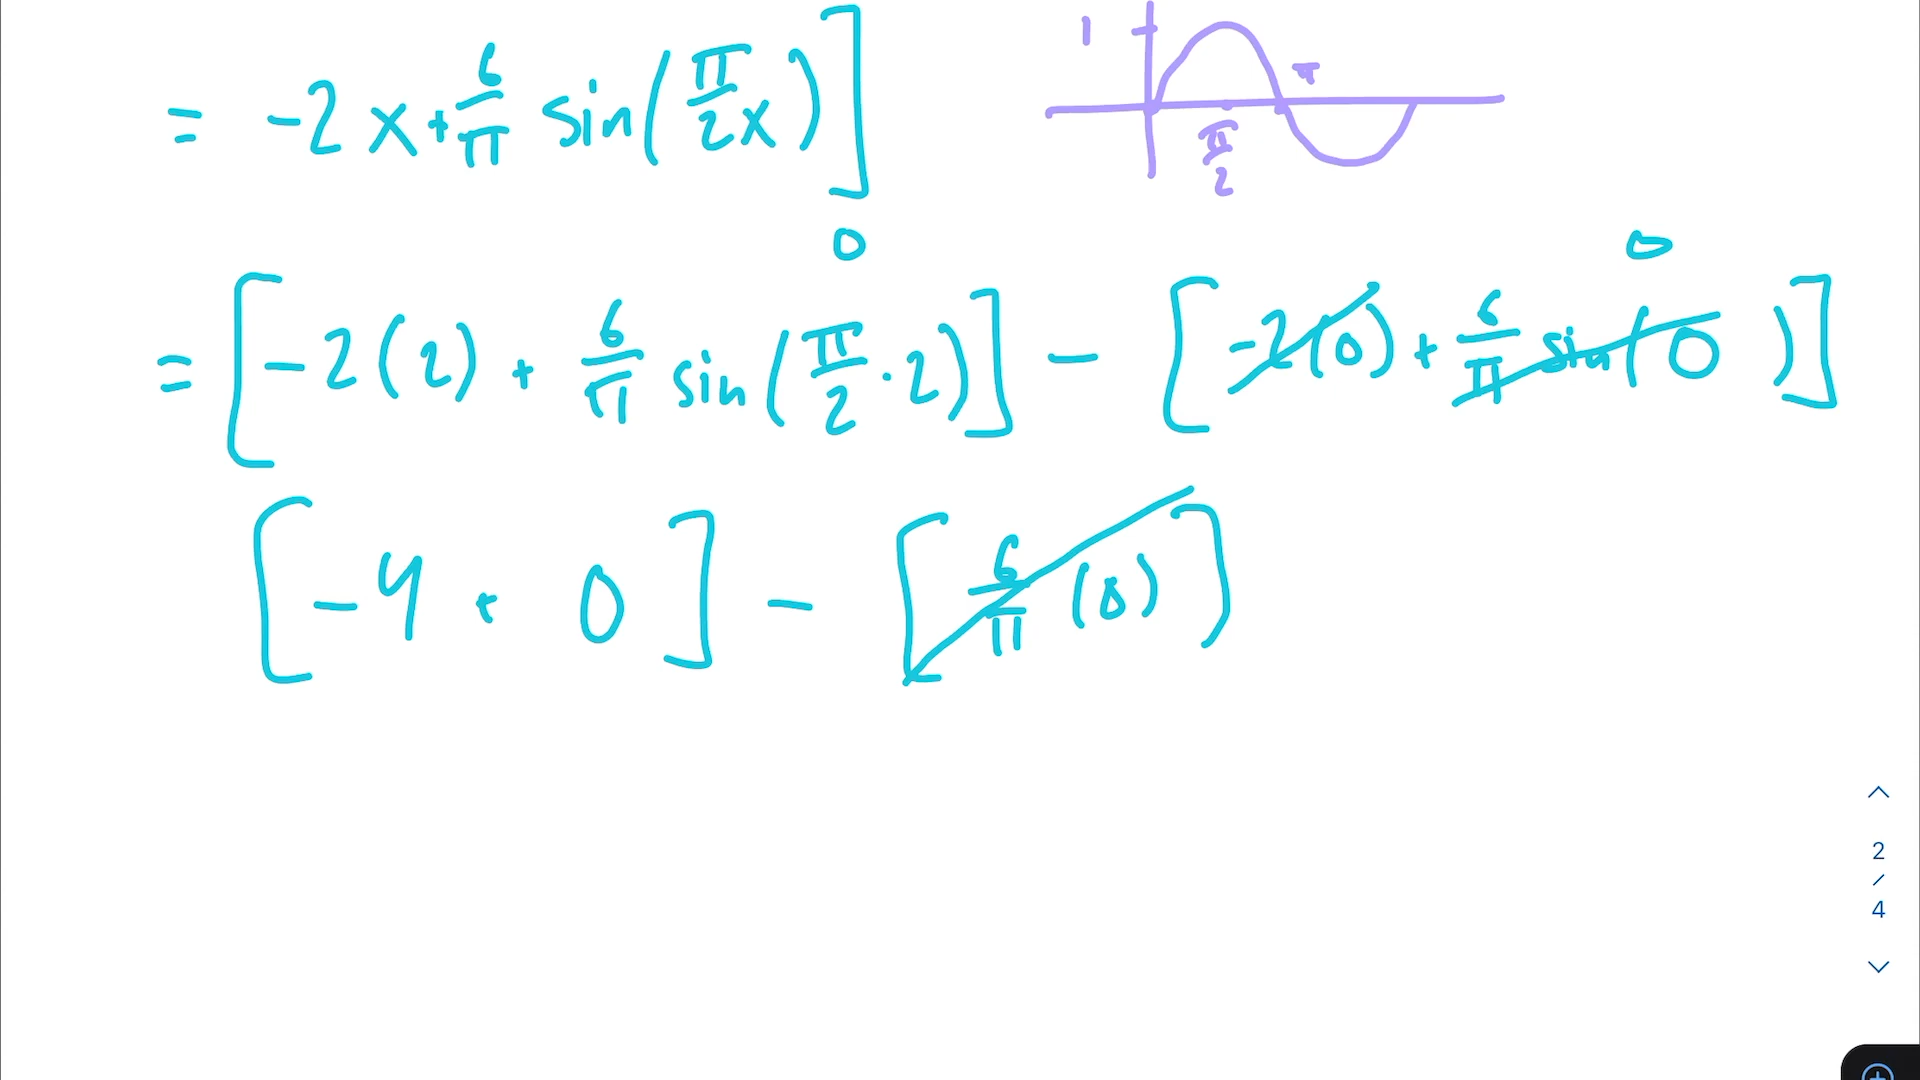 = -2x + 6/π sin(π/2 x) ]
0
1
π
π/2
0
= [ -2(2) + 6/π sin(π/2 · 2) ] - [ -2(0) + 6/π sin(0) ]
[ -4 + 0 ] - [ 6/π (0) ]
2
/
4